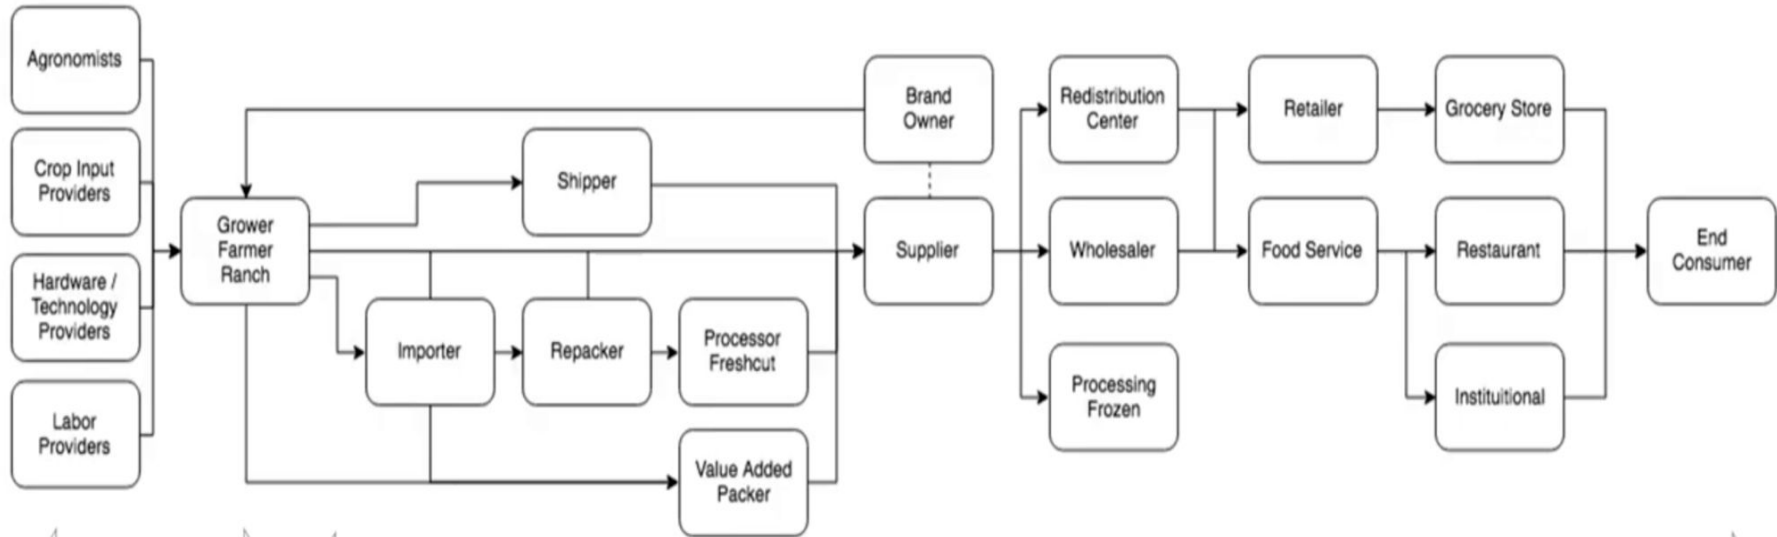 Agronomists
Crop Input
Providers
Hardware /
Technology
Providers
Labor
Providers
Grower
Farmer
Ranch
Shipper
Importer
Repacker
Processor
Freshcut
Value Added
Packer
Brand
Owner
Supplier
Redistribution
Center
Wholesaler
Processing
Frozen
Retailer
Food Service
Grocery Store
Restaurant
Instituitional
End
Consumer